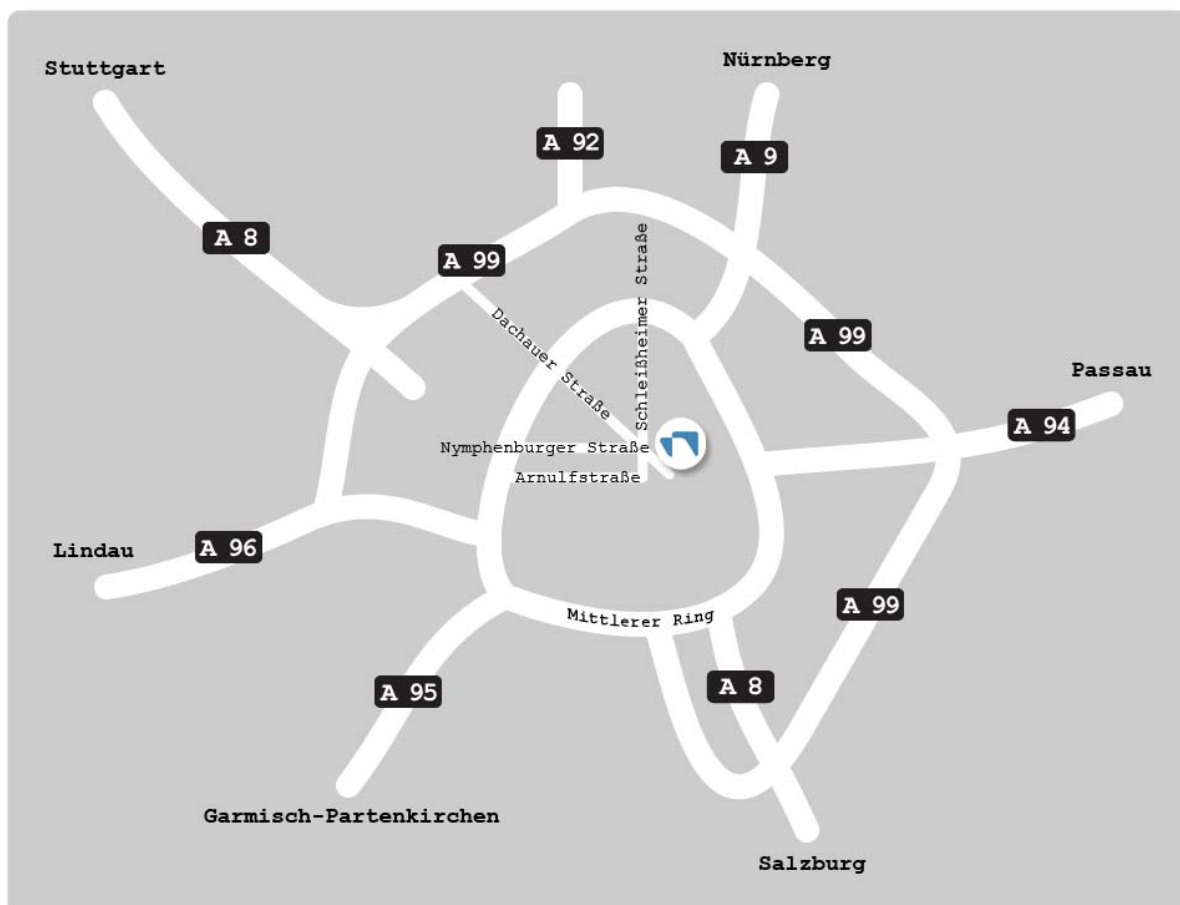 Nürnberg
Stuttgart
A 92
A 9
A 8
A 99
Schleißheimer Straße
Dachauer Straße
A 99
Passau
A 94
Nymphenburger Straße
Arnulfstraße
A 96
Lindau
A 99
Mittlerer Ring
A 8
A 95
Garmisch-Partenkirchen
Salzburg